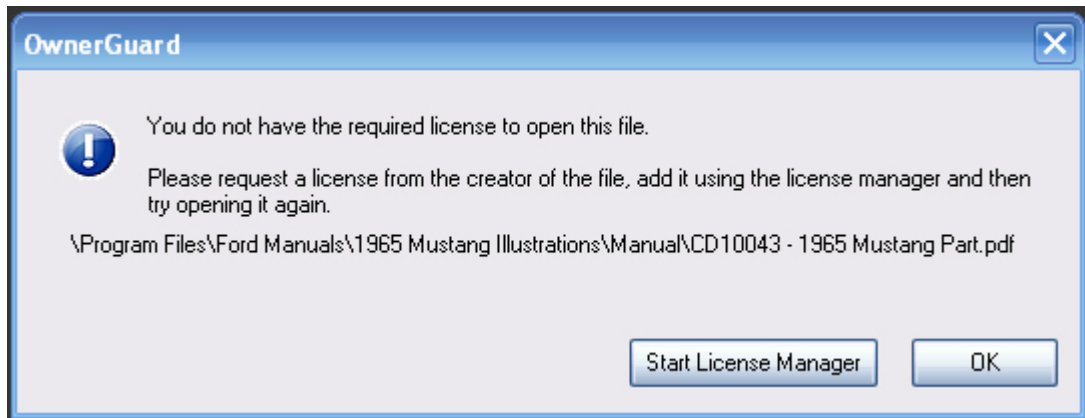 OwnerGuard
You do not have the required license to open this file.
Please request a license from the creator of the file, add it using the license manager and then
try opening it again.
\Program Files\Ford Manuals\1965 Mustang Illustrations\Manual\CD10043 - 1965 Mustang Part.pdf
Start License Manager
OK